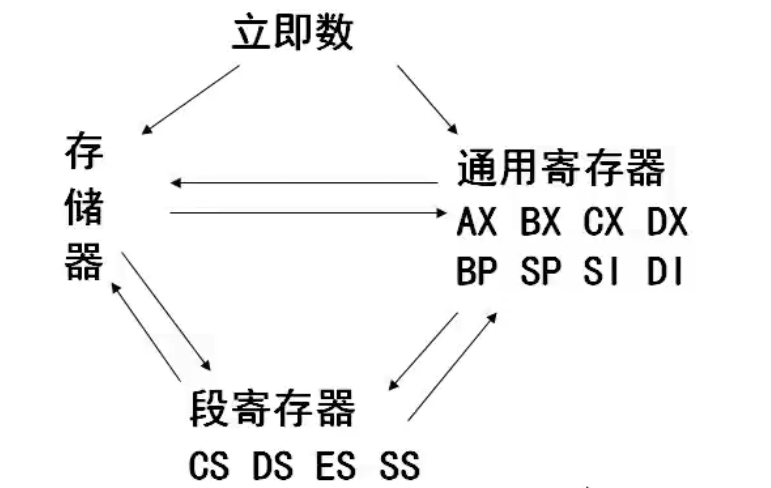 立即数
存储器
通用寄存器
AX BX CX DX
BP SP SI DI
段寄存器
CS DS ES SS